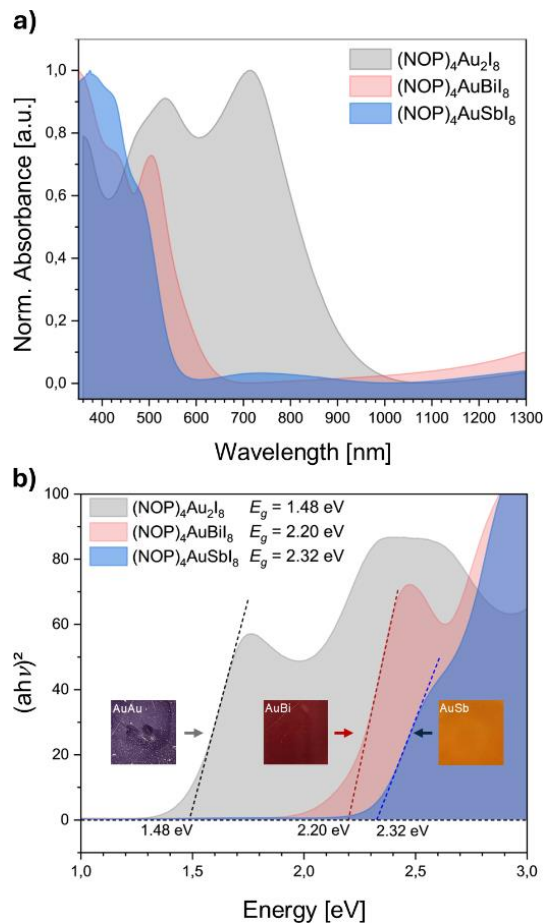 a)
(NOP)₄Au₂I₈
(NOP)₄AuBiI₈
(NOP)₄AuSbI₈
1,0
0,8
0,6
0,4
0,2
0,0
Norm. Absorbance [a.u.]
400 500 600 700 800 900 1000 1100 1200 1300
Wavelength [nm]
b)
(NOP)₄Au₂I₈ E_g = 1.48 eV
(NOP)₄AuBiI₈ E_g = 2.20 eV
(NOP)₄AuSbI₈ E_g = 2.32 eV
100
80
60
40
20
0
(ahν)²
AuAu
AuBi
AuSb
1.48 eV
2.20 eV
2.32 eV
1,0 1,5 2,0 2,5 3,0
Energy [eV]